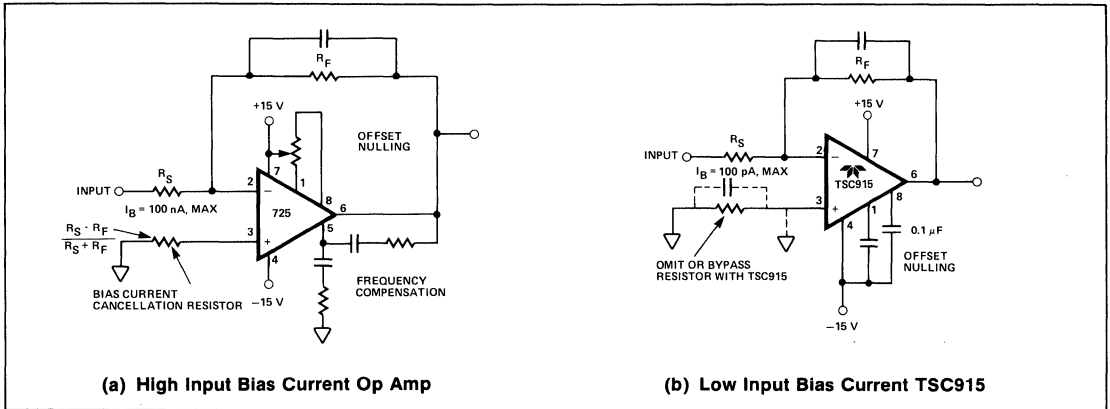 R_F
+15 V
OFFSET
NULLING
R_S
7
1
INPUT
2
−
I_B = 100 nA, MAX
725
8
6
R_S · R_F
R_S + R_F
3
+
5
4
FREQUENCY
COMPENSATION
BIAS CURRENT
CANCELLATION RESISTOR
−15 V
(a) High Input Bias Current Op Amp
R_F
+15 V
R_S
7
INPUT
2
−
I_B = 100 pA, MAX
TSC915
6
8
3
+
1
4
0.1 μF
OMIT OR BYPASS
RESISTOR WITH TSC915
OFFSET
NULLING
−15 V
(b) Low Input Bias Current TSC915